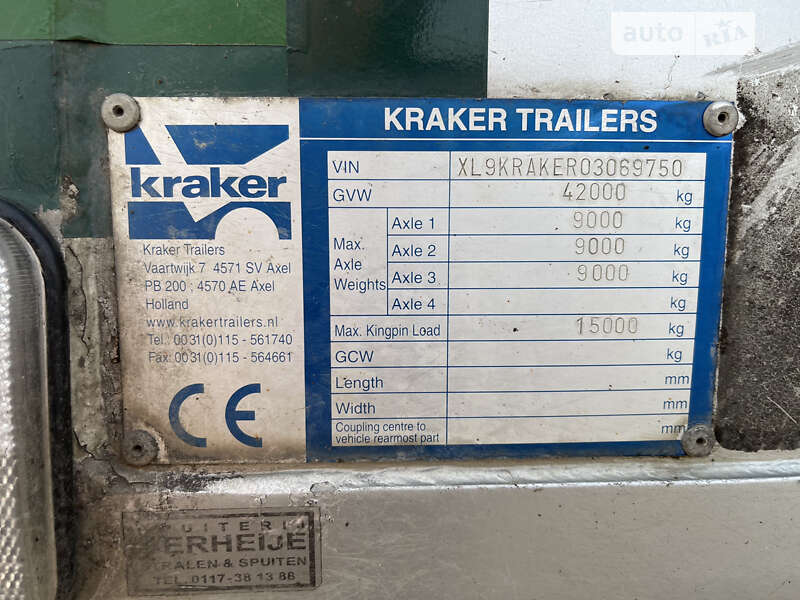 auto RIA
KRAKER TRAILERS
kraker
Kraker Trailers
Vaartwijk 7 4571 SV Axel
PB 200 : 4570 AE Axel
Holland
www.krakertrailers.nl
Tel.: 0031(0)115 - 561740
Fax: 0031(0)115 - 564661
CE
VIN XL9KRAKER03069750
GVW 42000 kg
Max. Axle Weights
Axle 1 9000 kg
Axle 2 9000 kg
Axle 3 9000 kg
Axle 4 kg
Max. Kingpin Load 15000 kg
GCW kg
Length mm
Width mm
Coupling centre to
vehicle rearmost part mm
UITERIJ
ERHEIJE
TRALEN & SPUITEN
TEL. 0117-38 13 88